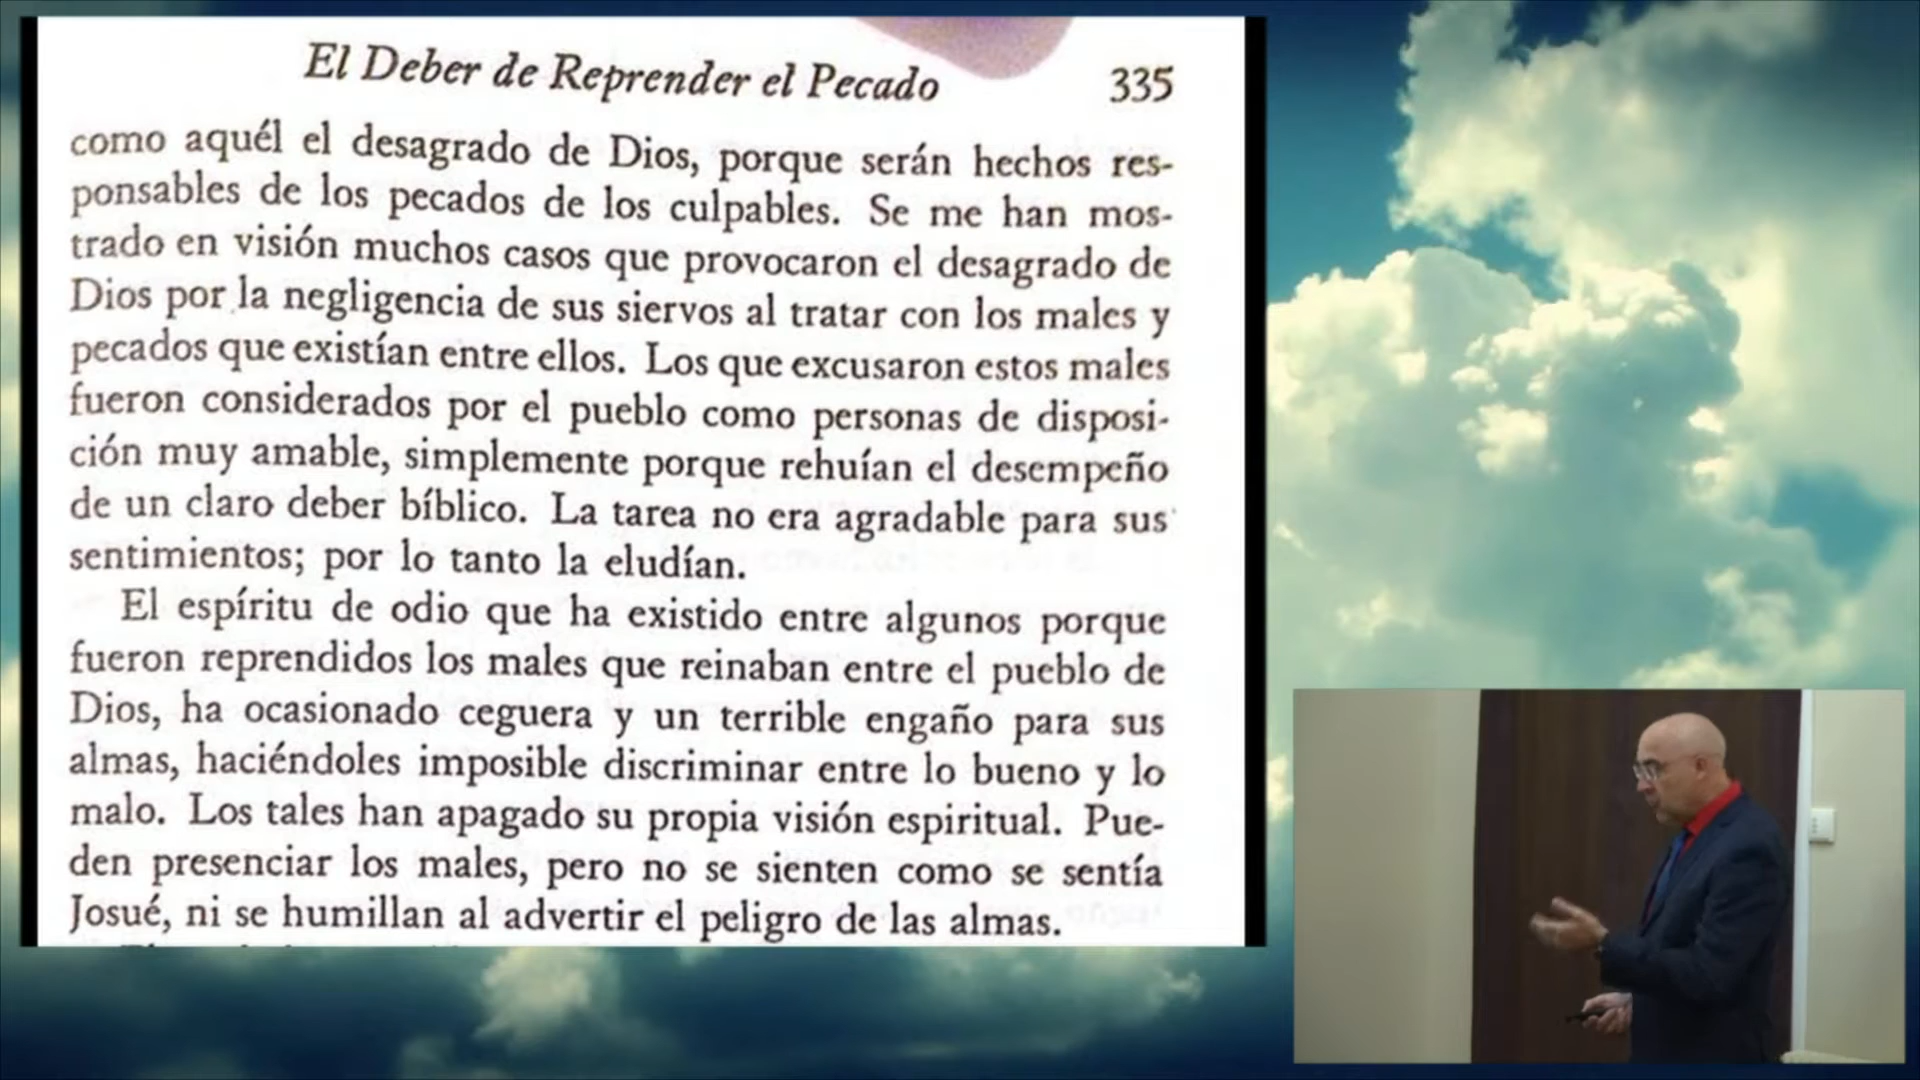 El Deber de Reprender el Pecado 335
como aquél el desagrado de Dios, porque serán hechos res-
ponsables de los pecados de los culpables. Se me han mos-
trado en visión muchos casos que provocaron el desagrado de
Dios por la negligencia de sus siervos al tratar con los males y
pecados que existían entre ellos. Los que excusaron estos males
fueron considerados por el pueblo como personas de disposi-
ción muy amable, simplemente porque rehuían el desempeño
de un claro deber bíblico. La tarea no era agradable para sus
sentimientos; por lo tanto la eludían.
El espíritu de odio que ha existido entre algunos porque
fueron reprendidos los males que reinaban entre el pueblo de
Dios, ha ocasionado ceguera y un terrible engaño para sus
almas, haciéndoles imposible discriminar entre lo bueno y lo
malo. Los tales han apagado su propia visión espiritual. Pue-
den presenciar los males, pero no se sienten como se sentía
Josué, ni se humillan al advertir el peligro de las almas.